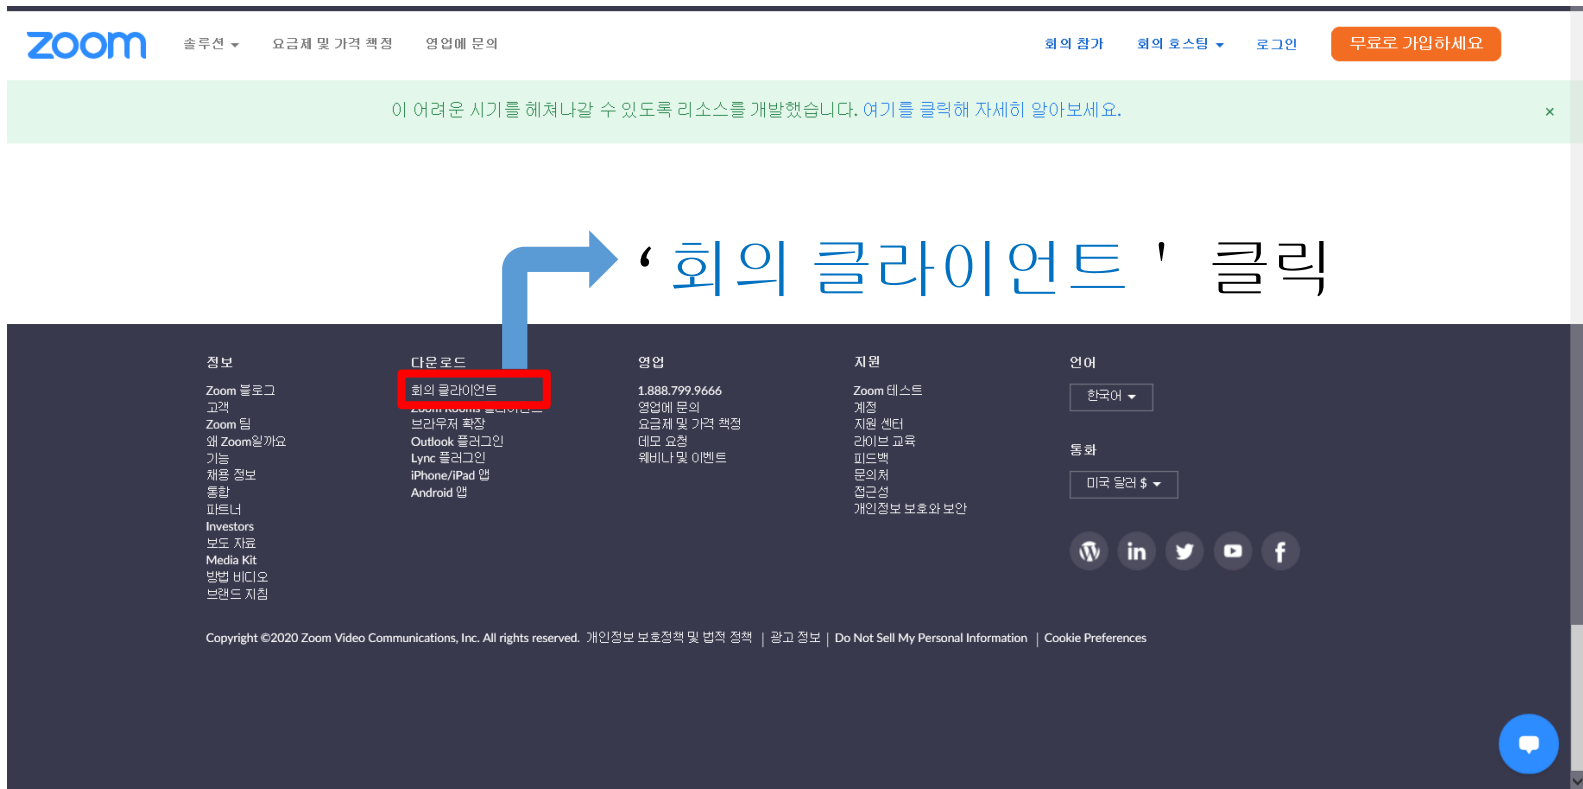 zoom
솔루션
요금제 및 가격 책정
영업에 문의
회의 참가
회의 호스팅
로그인
무료로 가입하세요
이 어려운 시기를 헤쳐나갈 수 있도록 리소스를 개발했습니다. 여기를 클릭해 자세히 알아보세요.
×
‘ 회의 클라이언트 ' 클릭
정보
Zoom 블로그
고객
Zoom 팀
왜 Zoom일까요
기능
채용 정보
통합
파트너
Investors
보도 자료
Media Kit
방법 비디오
브랜드 지침
다운로드
회의 클라이언트
Zoom Rooms 클라이언트
브라우저 확장
Outlook 플러그인
Lync 플러그인
iPhone/iPad 앱
Android 앱
영업
1.888.799.9666
영업에 문의
요금제 및 가격 책정
데모 요청
웨비나 및 이벤트
지원
Zoom 테스트
계정
지원 센터
라이브 교육
피드백
문의처
접근성
개인정보 보호와 보안
언어
한국어
통화
미국 달러 $
in
f
Copyright ©2020 Zoom Video Communications, Inc. All rights reserved. 개인정보 보호정책 및 법적 정책 | 광고 정보 | Do Not Sell My Personal Information | Cookie Preferences